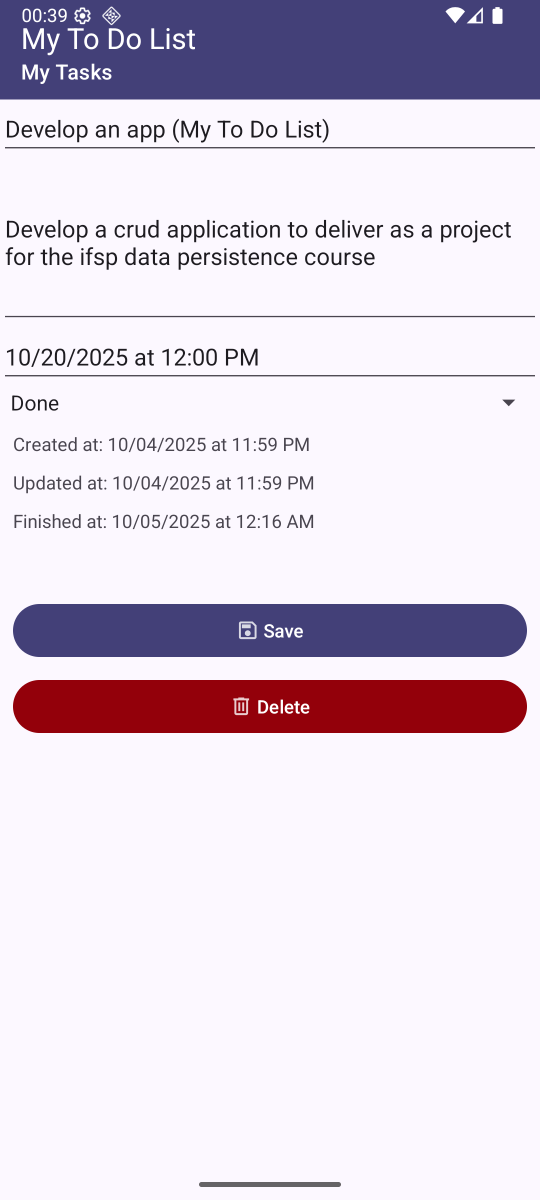 00:39
My To Do List
My Tasks
Develop an app (My To Do List)
Develop a crud application to deliver as a project
for the ifsp data persistence course
10/20/2025 at 12:00 PM
Done
Created at: 10/04/2025 at 11:59 PM
Updated at: 10/04/2025 at 11:59 PM
Finished at: 10/05/2025 at 12:16 AM
Save
Delete